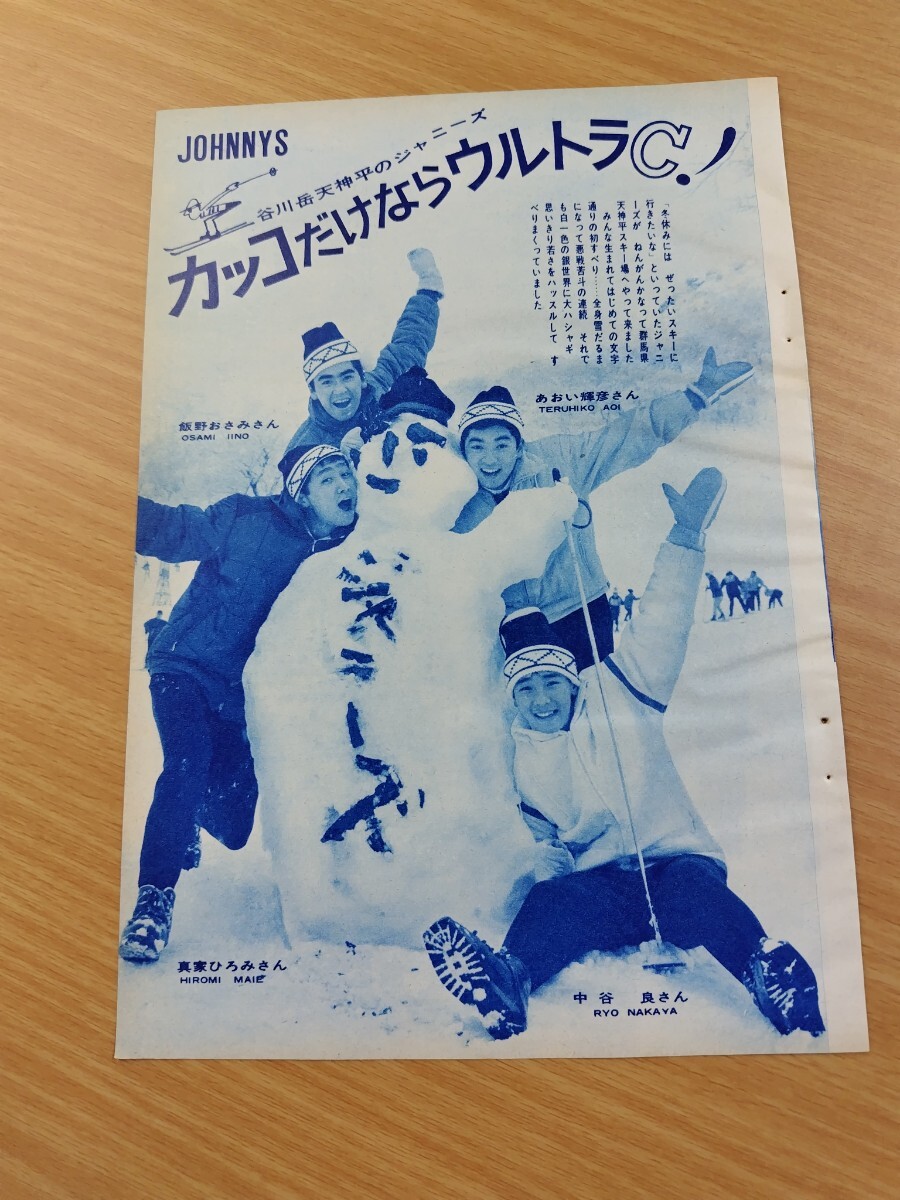 JOHNNYS
谷川岳天神平のジャニーズ
カッコだけならウルトラC!
「冬休みには　ぜったいスキーに
行きたいな」といっていたジャニ
ーズが　ねんがんかなって群馬県
天神平スキー場へやって来ました
みんな生まれてはじめての文字
通りの初すべり……全身雪だるま
になって悪戦苦斗の連続　それで
も白一色の銀世界に大ハシャギ
思いきり若さをハッスルして　す
べりまくっていました
飯野おさみさん
OSAMI IINO
あおい輝彦さん
TERUHIKO AOI
ジャニーズ
真家ひろみさん
HIROMI MAIE
中谷　良さん
RYO NAKAYA